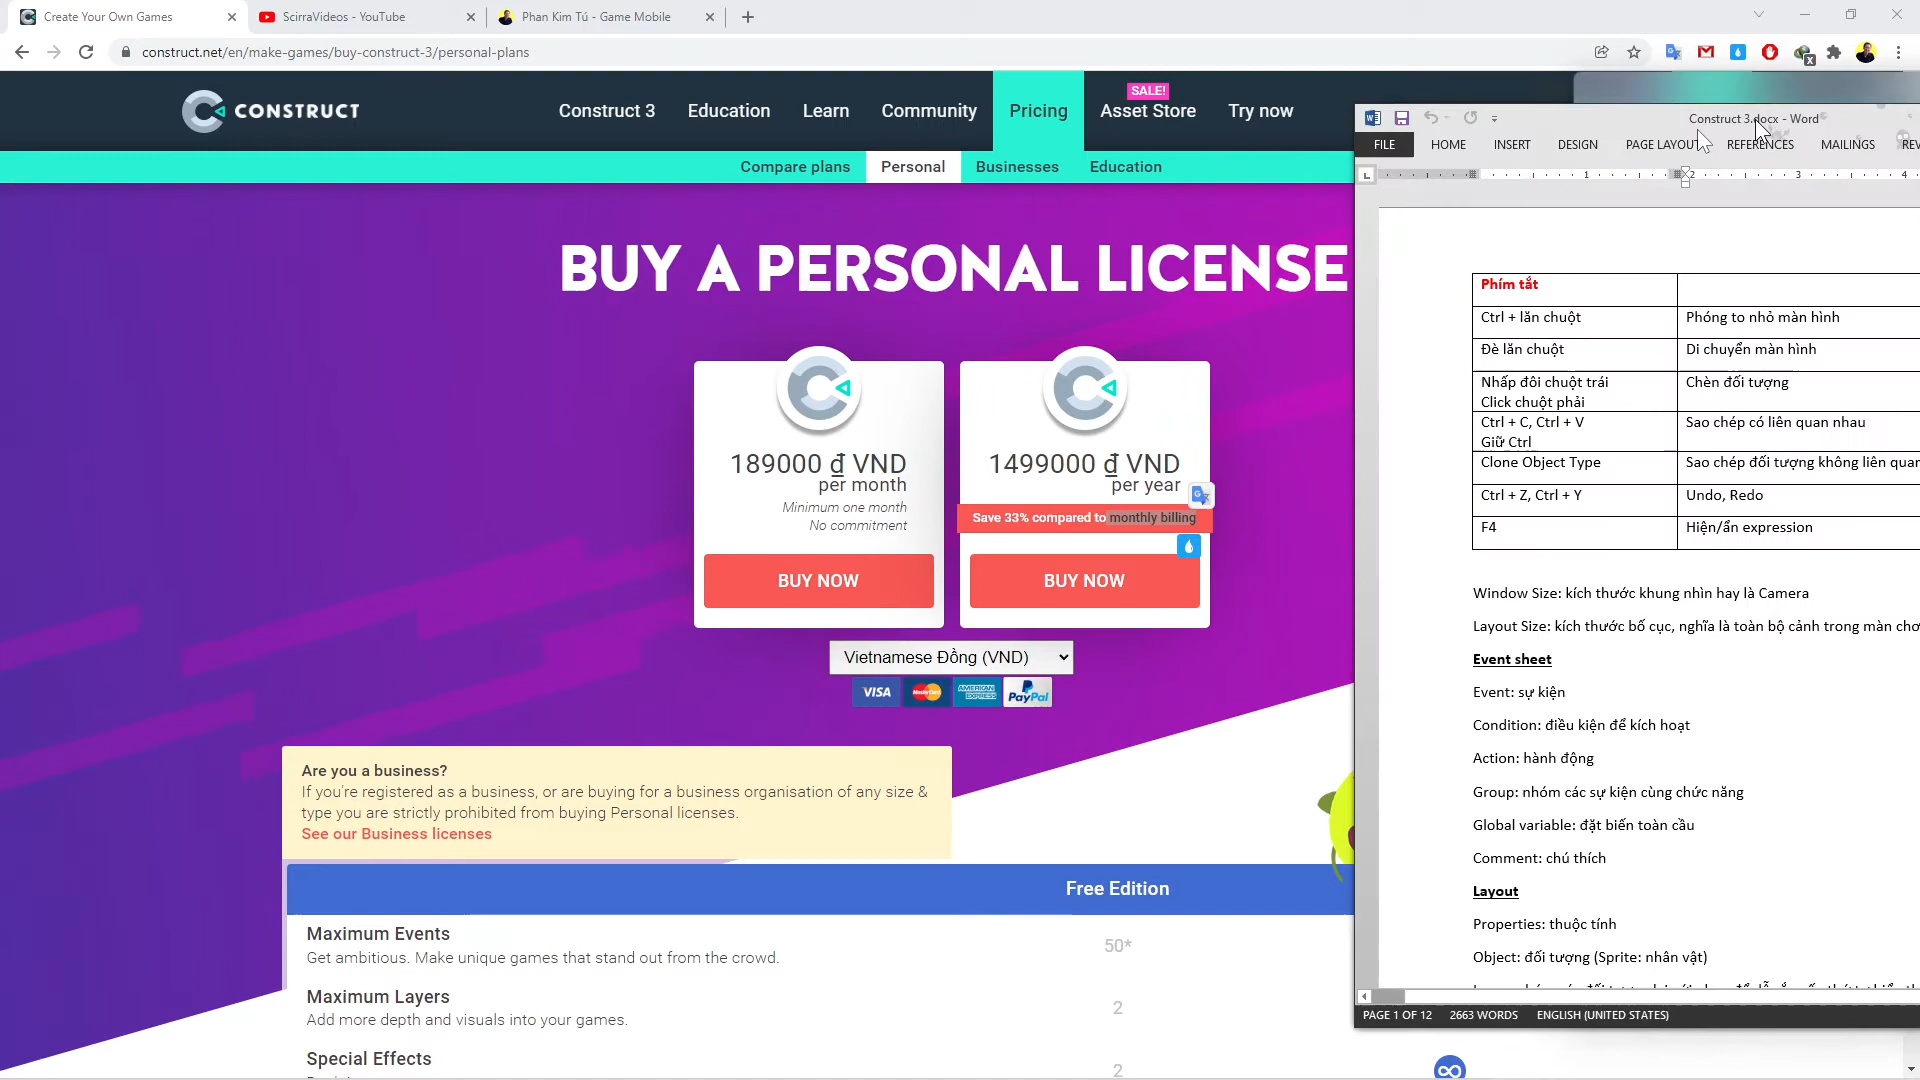 Create Your Own Games
ScirraVideos - YouTube
Phan Kim Tú - Game Mobile
construct.net/en/make-games/buy-construct-3/personal-plans
CONSTRUCT
Construct 3
Education
Learn
Community
Pricing
SALE!
Asset Store
Try now
Compare plans
Personal
Businesses
Education
BUY A PERSONAL LICENSE
189000 ₫ VND
per month
Minimum one month
No commitment
BUY NOW
1499000 ₫ VND
per year
Save 33% compared to monthly billing
BUY NOW
Vietnamese Đồng (VND)
VISA
MasterCard
AMERICAN EXPRESS
PayPal
Are you a business?
If you're registered as a business, or are buying for a business organisation of any size &
type you are strictly prohibited from buying Personal licenses.
See our Business licenses
Free Edition
Maximum Events
Get ambitious. Make unique games that stand out from the crowd.
50*
Maximum Layers
Add more depth and visuals into your games.
2
Special Effects
2
Construct 3.docx - Word
FILE
HOME
INSERT
DESIGN
PAGE LAYOUT
REFERENCES
MAILINGS
REV
1 2 3 4
Phím tắt
Ctrl + lăn chuột
Phóng to nhỏ màn hình
Đè lăn chuột
Di chuyển màn hình
Nhấp đôi chuột trái
Click chuột phải
Chèn đối tượng
Ctrl + C, Ctrl + V
Giữ Ctrl
Sao chép có liên quan nhau
Clone Object Type
Sao chép đối tượng không liên quan
Ctrl + Z, Ctrl + Y
Undo, Redo
F4
Hiện/ẩn expression
Window Size: kích thước khung nhìn hay là Camera
Layout Size: kích thước bố cục, nghĩa là toàn bộ cảnh trong màn chơ
Event sheet
Event: sự kiện
Condition: điều kiện để kích hoạt
Action: hành động
Group: nhóm các sự kiện cùng chức năng
Global variable: đặt biến toàn cầu
Comment: chú thích
Layout
Properties: thuộc tính
Object: đối tượng (Sprite: nhân vật)
PAGE 1 OF 12
2663 WORDS
ENGLISH (UNITED STATES)